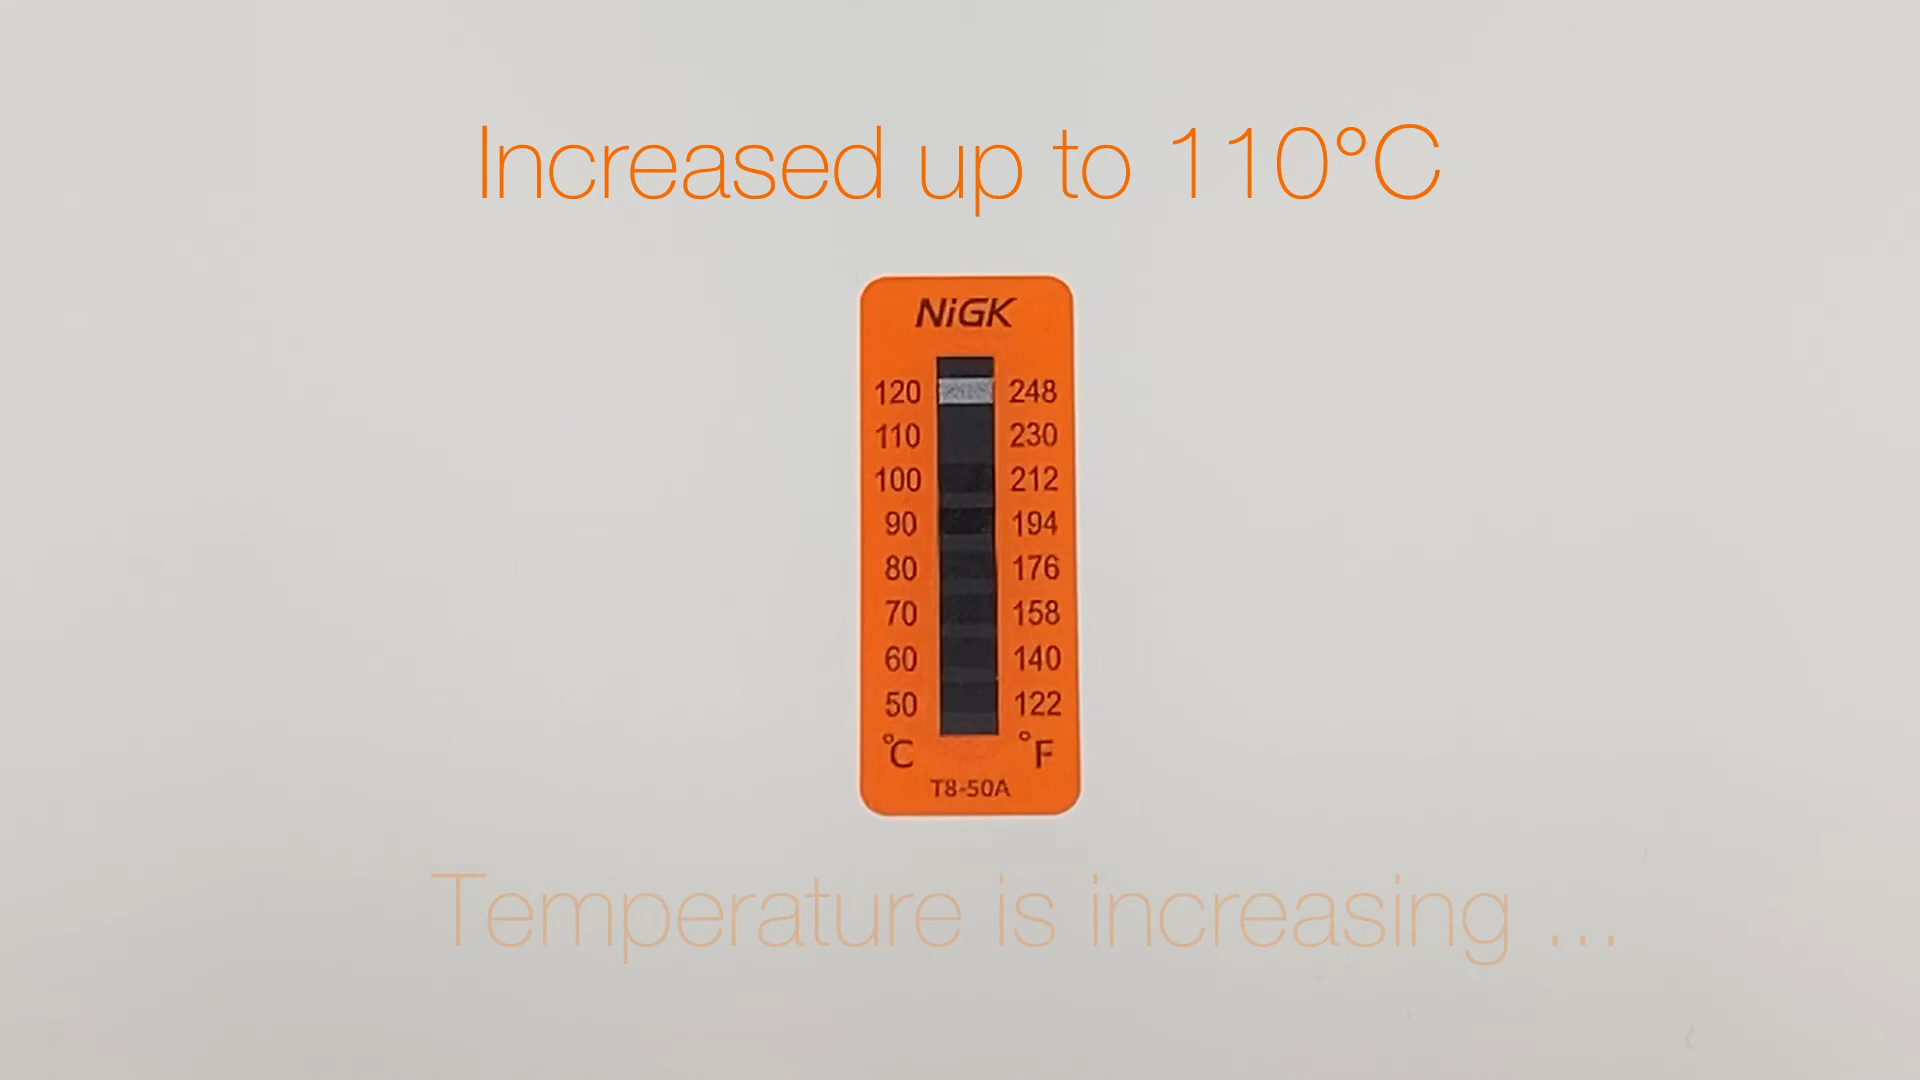 Increased up to 110°C
NiGK
120 248
110 230
100 212
90 194
80 176
70 158
60 140
50 122
°C °F
T8-50A
Temperature is increasing ...